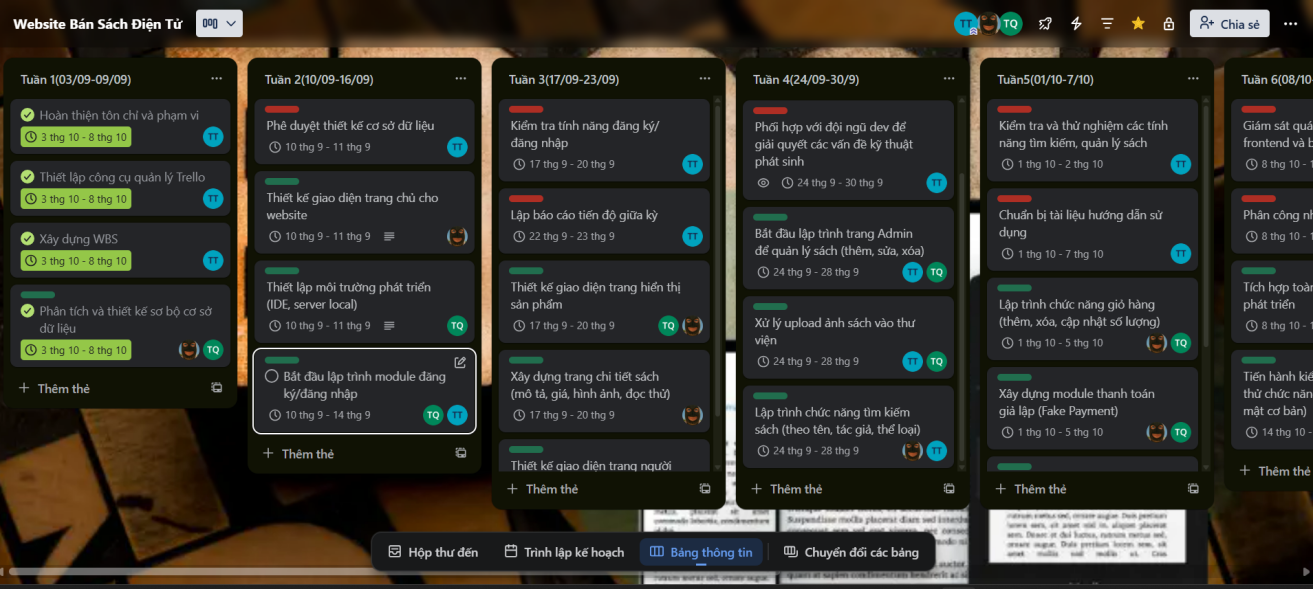 Website Bán Sách Điện Tử
TT
TQ
Chia sẻ
Tuần 1(03/09-09/09)
Hoàn thiện tôn chỉ và phạm vi
3 thg 10 - 8 thg 10
TT
Thiết lập công cụ quản lý Trello
3 thg 10 - 8 thg 10
TT
Xây dựng WBS
3 thg 10 - 8 thg 10
TT
Phân tích và thiết kế sơ bộ cơ sở
dữ liệu
3 thg 10 - 8 thg 10
TQ
Thêm thẻ
Tuần 2(10/09-16/09)
Phê duyệt thiết kế cơ sở dữ liệu
10 thg 9 - 11 thg 9
TT
Thiết kế giao diện trang chủ cho
website
10 thg 9 - 11 thg 9
Thiết lập môi trường phát triển
(IDE, server local)
10 thg 9 - 11 thg 9
TQ
Bắt đầu lập trình module đăng
ký/đăng nhập
10 thg 9 - 14 thg 9
TQ
TT
Thêm thẻ
Tuần 3(17/09-23/09)
Kiểm tra tính năng đăng ký/
đăng nhập
17 thg 9 - 20 thg 9
TT
Lập báo cáo tiến độ giữa kỳ
22 thg 9 - 23 thg 9
TT
Thiết kế giao diện trang hiển thị
sản phẩm
17 thg 9 - 20 thg 9
TQ
Xây dựng trang chi tiết sách
(mô tả, giá, hình ảnh, đọc thử)
17 thg 9 - 20 thg 9
Thiết kế giao diện trang người
Thêm thẻ
Tuần 4(24/09-30/9)
Phối hợp với đội ngũ dev để
giải quyết các vấn đề kỹ thuật
phát sinh
24 thg 9 - 30 thg 9
TT
Bắt đầu lập trình trang Admin
để quản lý sách (thêm, sửa, xóa)
24 thg 9 - 28 thg 9
TT
TQ
Xử lý upload ảnh sách vào thư
viện
24 thg 9 - 28 thg 9
TT
TQ
Lập trình chức năng tìm kiếm
sách (theo tên, tác giả, thể loại)
24 thg 9 - 28 thg 9
TT
Thêm thẻ
Tuần5(01/10-7/10)
Kiểm tra và thử nghiệm các tính
năng tìm kiếm, quản lý sách
1 thg 10 - 2 thg 10
TT
Chuẩn bị tài liệu hướng dẫn sử
dụng
1 thg 10 - 7 thg 10
TT
Lập trình chức năng giỏ hàng
(thêm, xóa, cập nhật số lượng)
1 thg 10 - 5 thg 10
TQ
Xây dựng module thanh toán
giả lập (Fake Payment)
1 thg 10 - 5 thg 10
TQ
Thêm thẻ
Tuần 6(08/10-
Giám sát quá
frontend và b
8 thg 10 - 1
Phân công nh
8 thg 10 - 1
Tích hợp toàn
phát triển
8 thg 10 - 1
Tiến hành kiể
thử chức năn
mật cơ bản)
14 thg 10 -
Thêm thẻ
Hộp thư đến
Trình lập kế hoạch
Bảng thông tin
Chuyển đổi các bảng